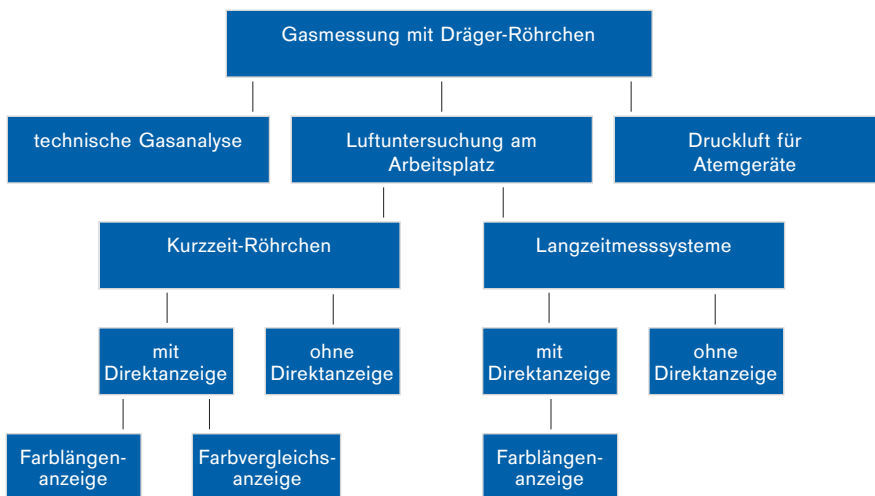 Gasmessung mit Dräger-Röhrchen
technische Gasanalyse
Luftuntersuchung am
Arbeitsplatz
Druckluft für
Atemgeräte
Kurzzeit-Röhrchen
Langzeitmesssysteme
mit
Direktanzeige
ohne
Direktanzeige
mit
Direktanzeige
ohne
Direktanzeige
Farblängen-
anzeige
Farbvergleichs-
anzeige
Farblängen-
anzeige